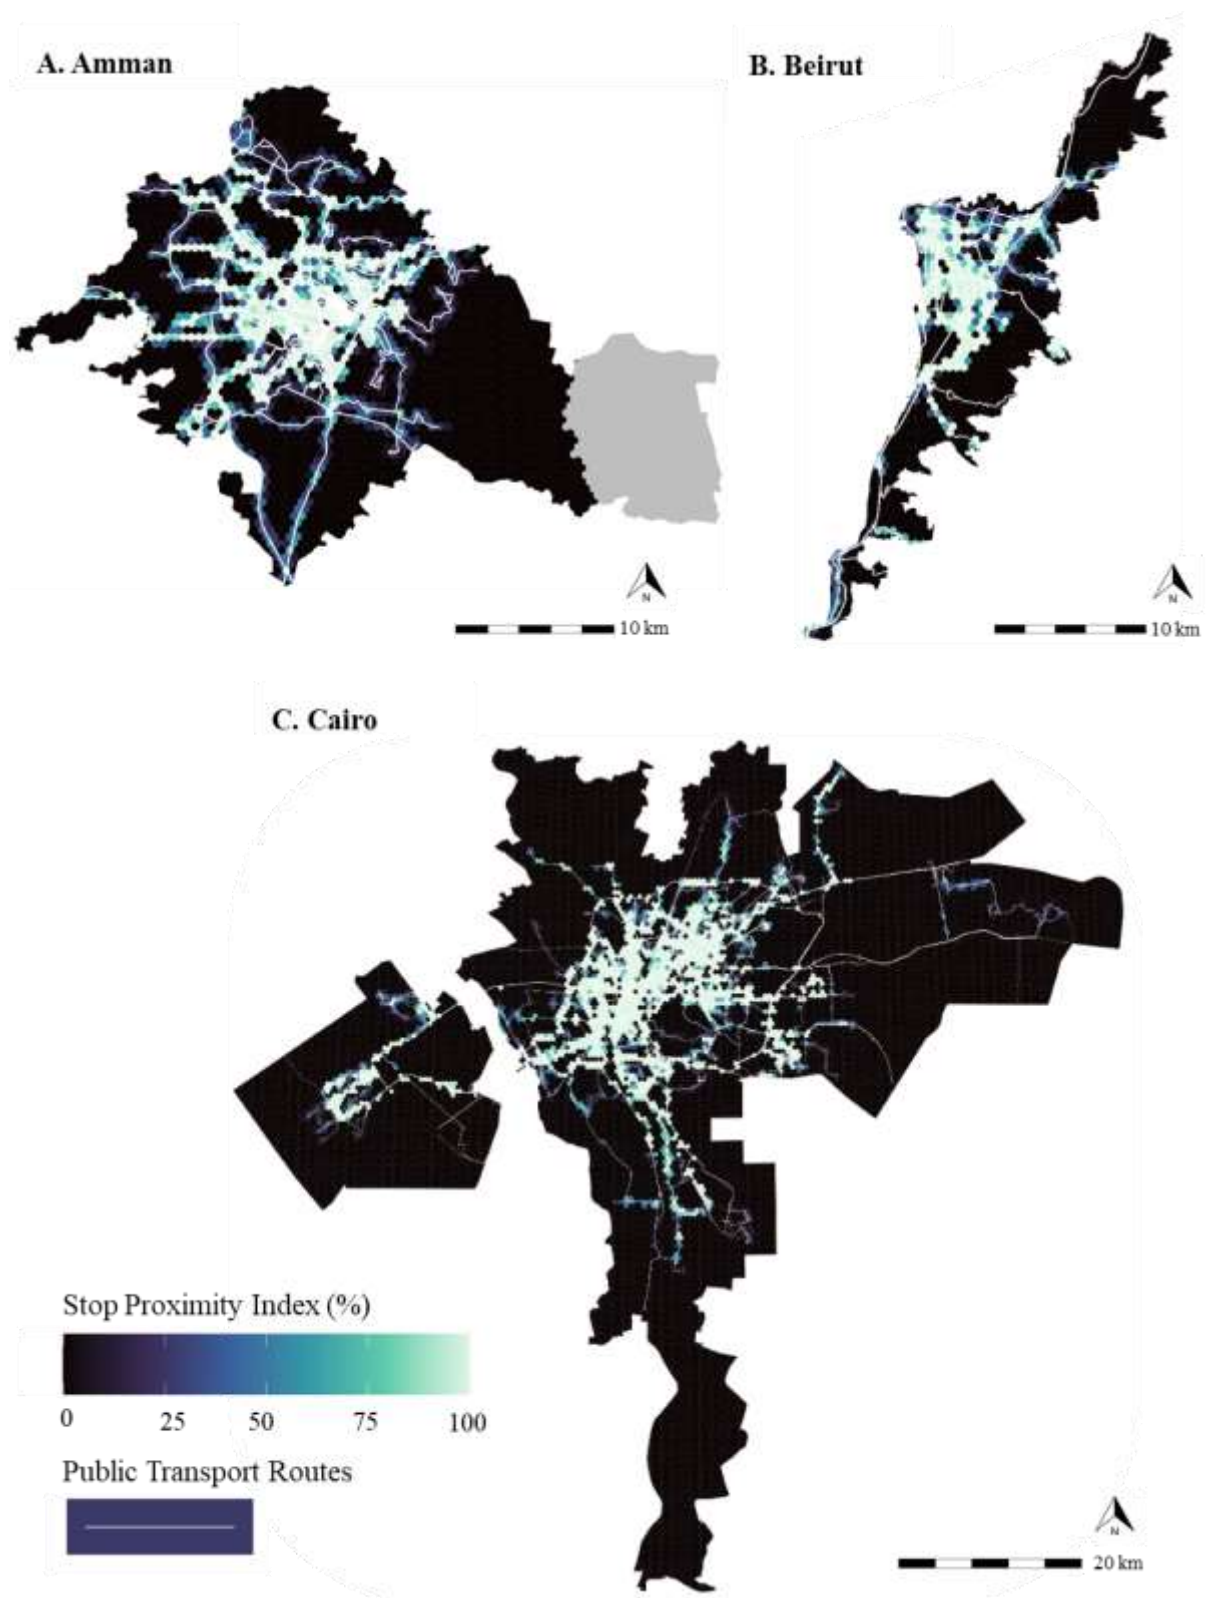 A. Amman
B. Beirut
N
10 km
N
10 km
C. Cairo
Stop Proximity Index (%)
0 25 50 75 100
Public Transport Routes
N
20 km